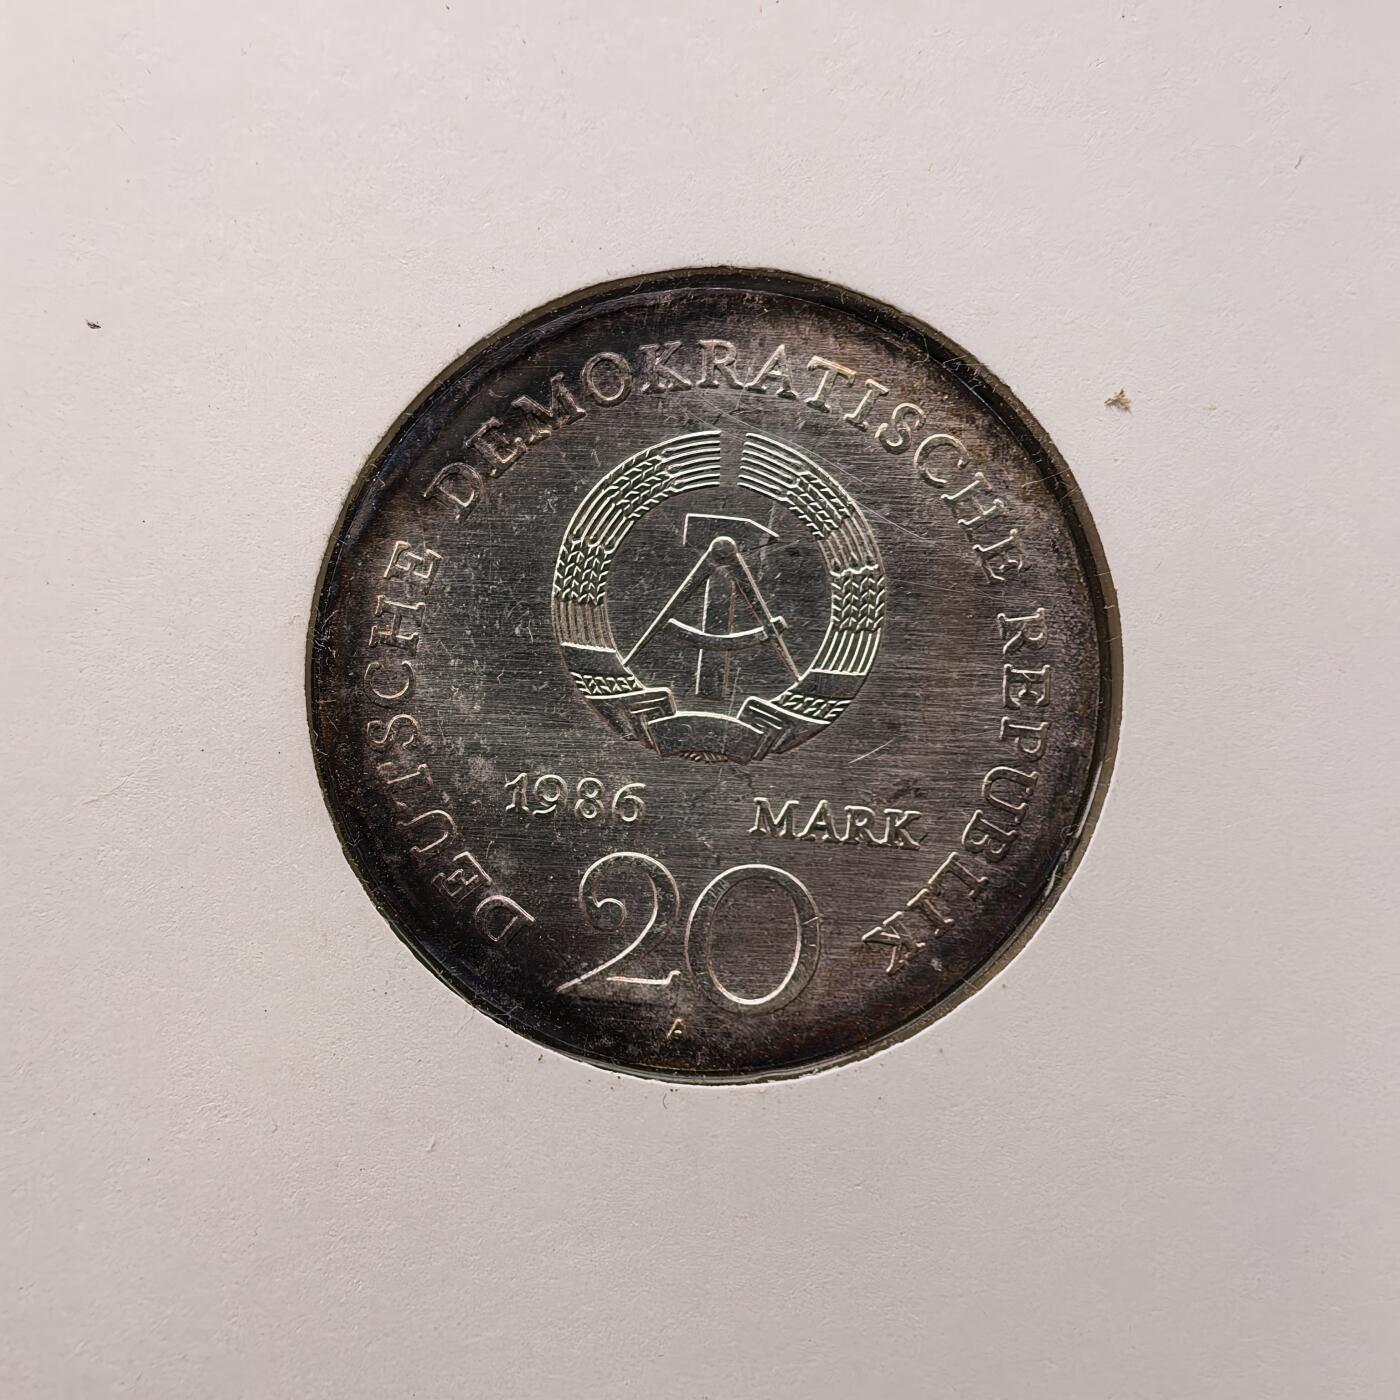 DEUTSCHE DEMOKRATISCHE REPUBLIK
1986 MARK
20
A